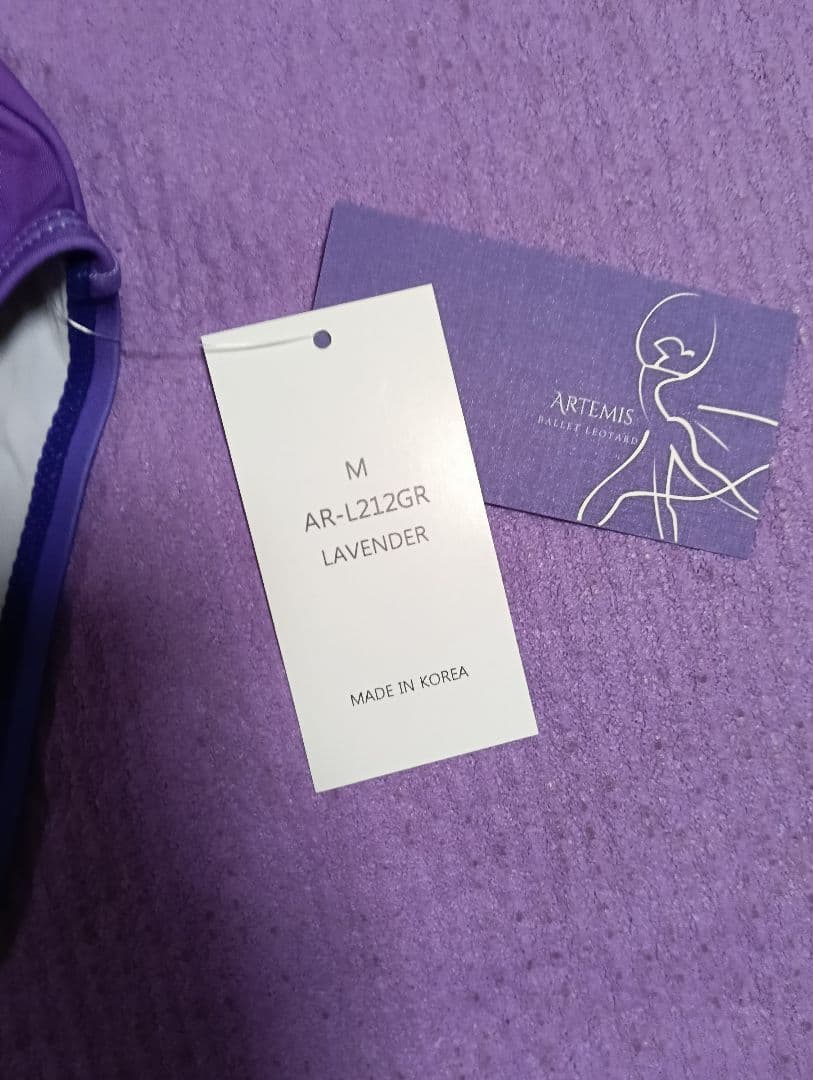 M
AR-L212GR
LAVENDER
MADE IN KOREA
ARTEMIS
BALLET LEOTARD